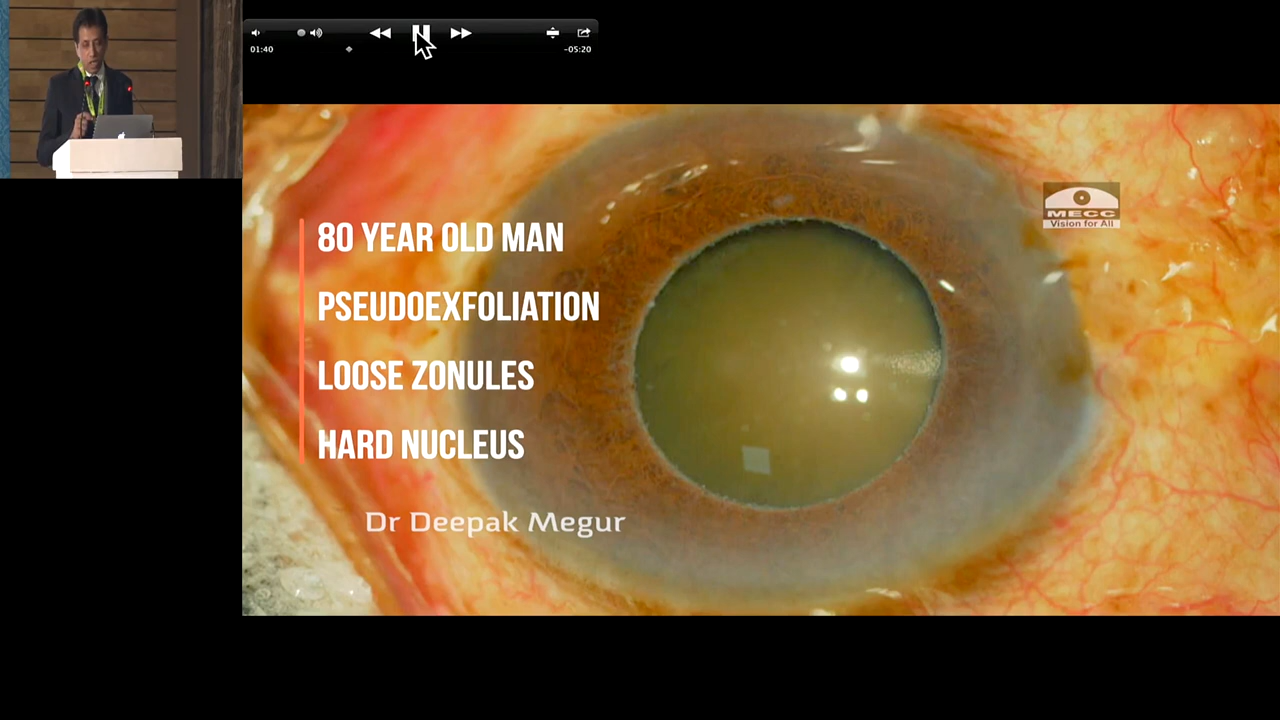 01:40
-05:20
80 YEAR OLD MAN
PSEUDOEXFOLIATION
LOOSE ZONULES
HARD NUCLEUS
Dr Deepak Megur
MECC
Vision for All